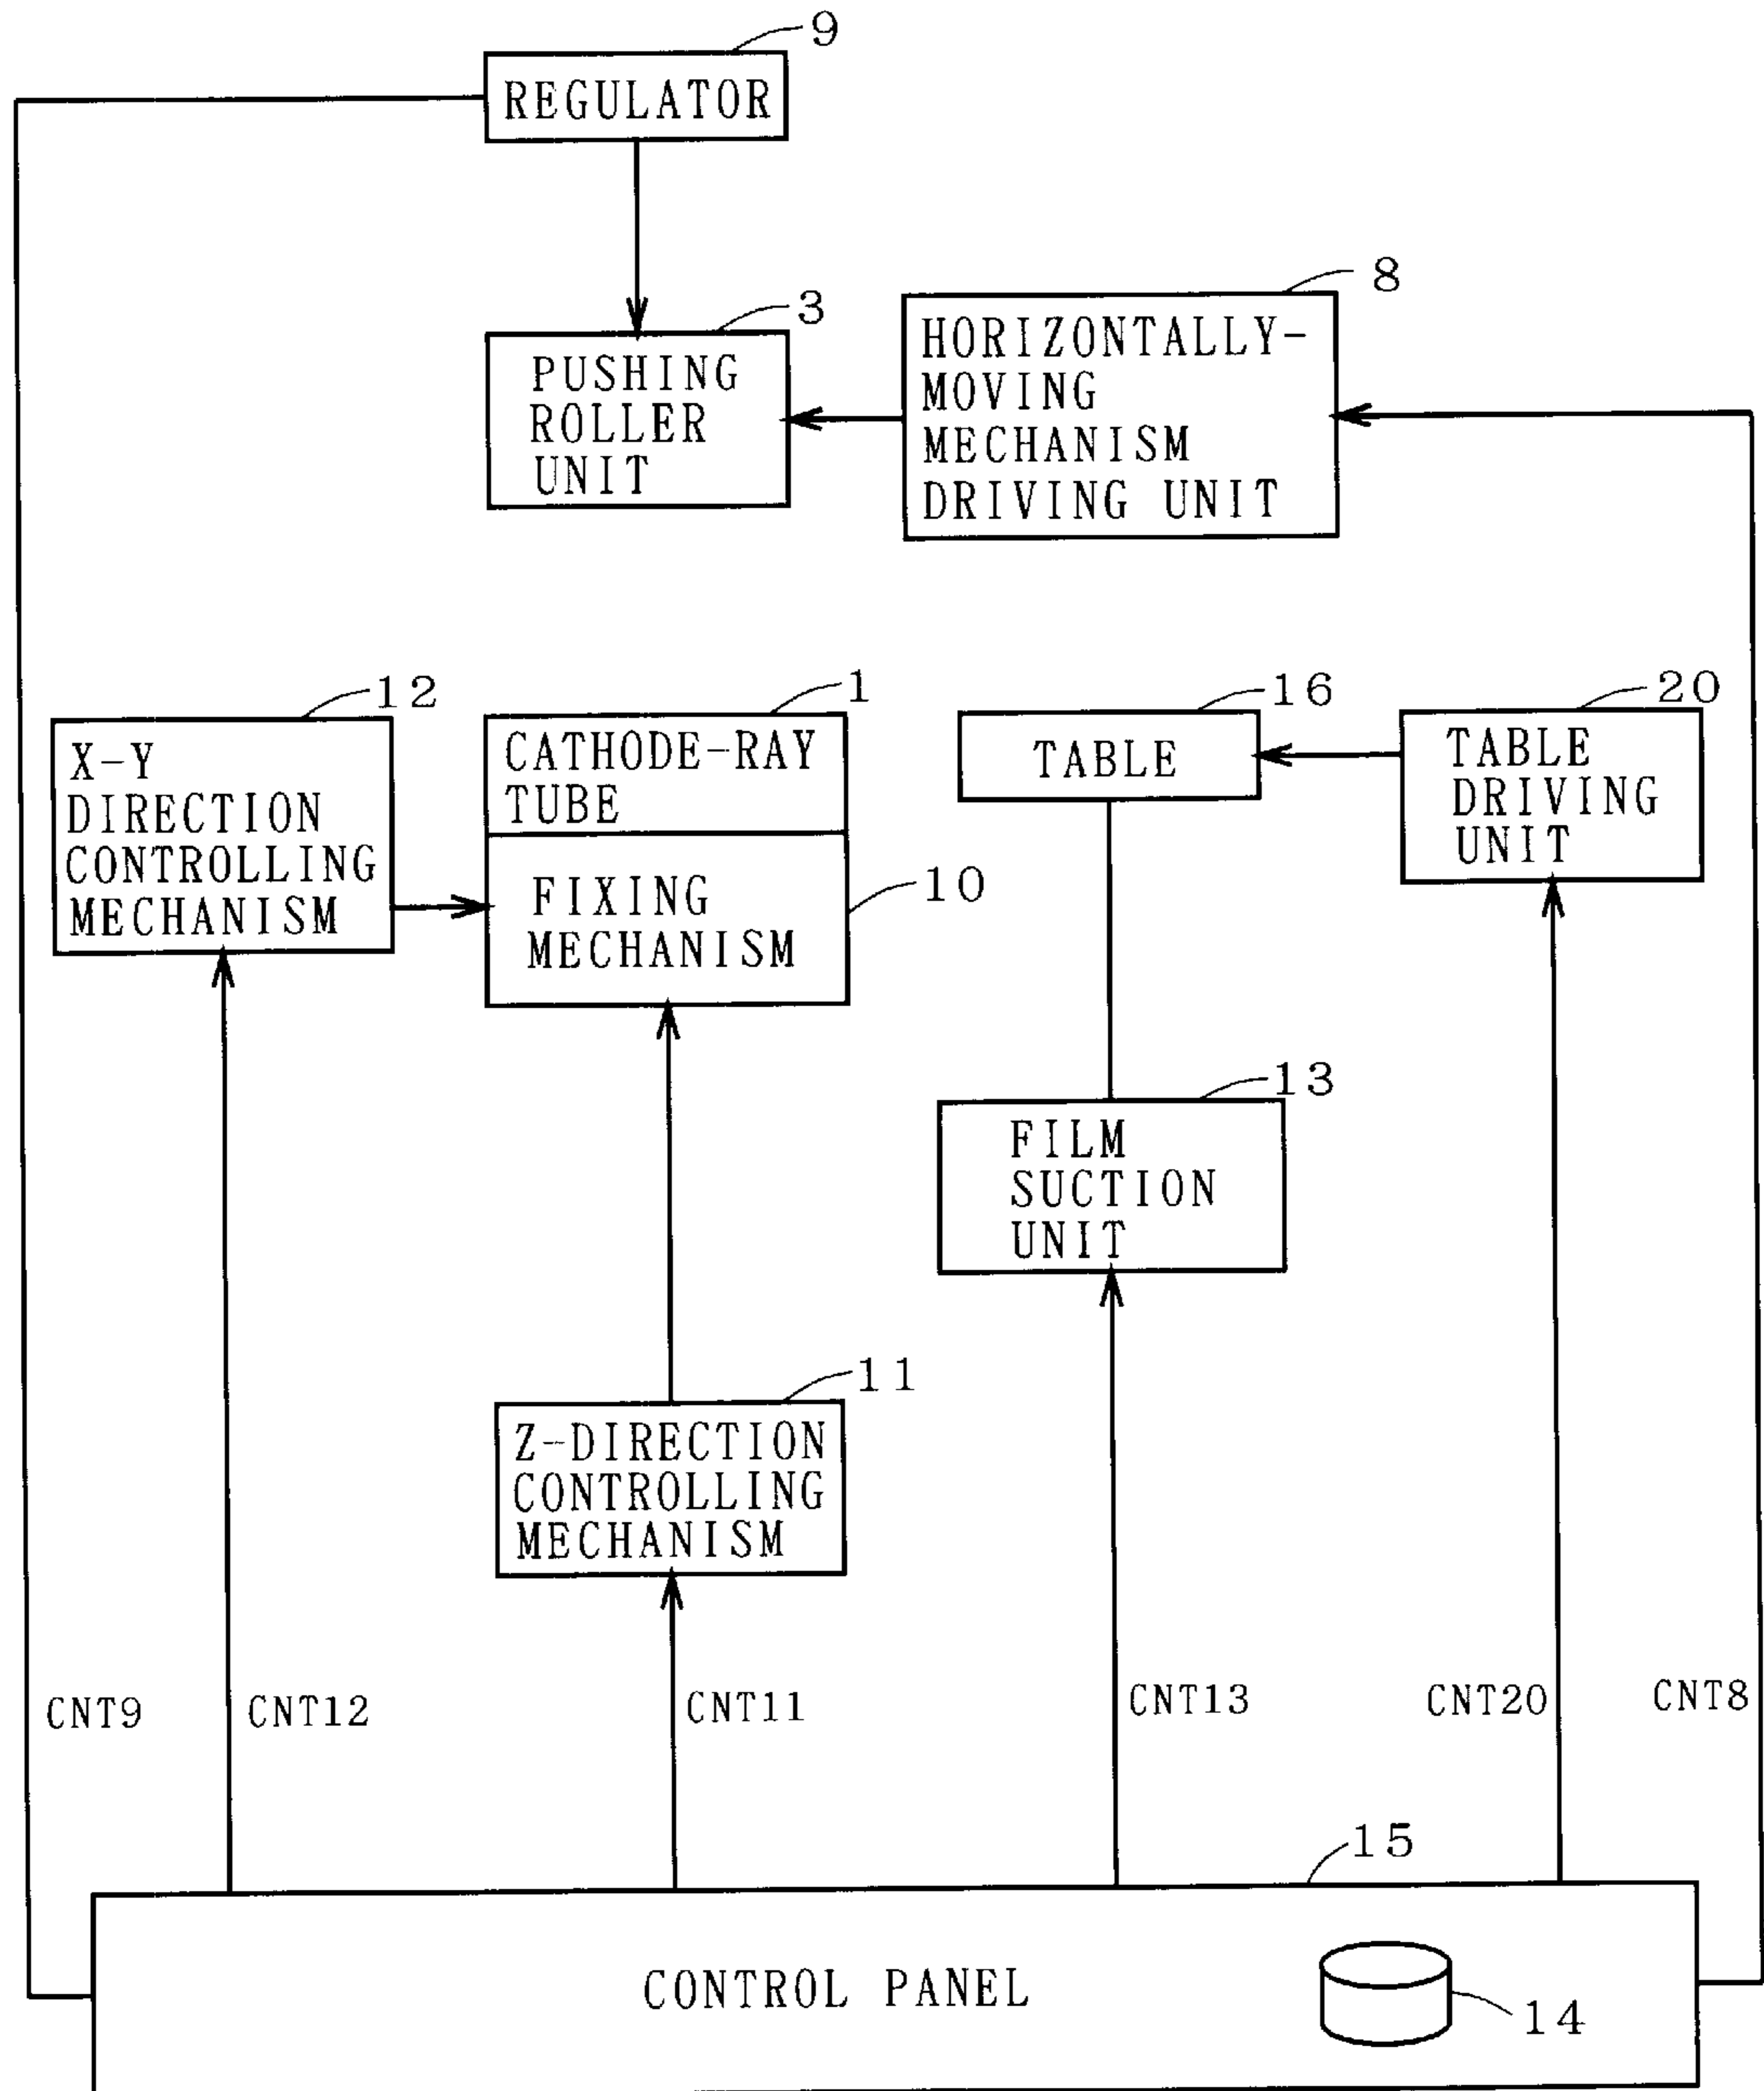 9
REGULATOR
3
PUSHING
ROLLER
UNIT
8
HORIZONTALLY-
MOVING
MECHANISM
DRIVING UNIT
12
X-Y
DIRECTION
CONTROLLING
MECHANISM
1
CATHODE-RAY
TUBE
10
FIXING
MECHANISM
16
TABLE
20
TABLE
DRIVING
UNIT
13
FILM
SUCTION
UNIT
11
Z-DIRECTION
CONTROLLING
MECHANISM
CNT9
CNT12
CNT11
CNT13
CNT20
CNT8
15
CONTROL PANEL
14